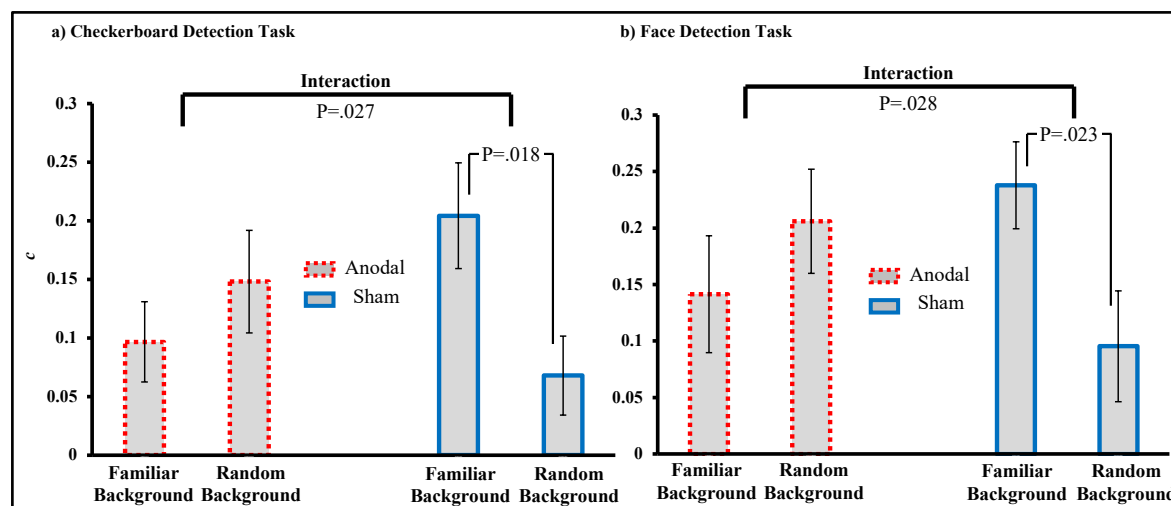 a) Checkerboard Detection Task
Interaction
P=.027
0.3
0.25
0.2
0.15
0.1
0.05
0
c
P=.018
Anodal
Sham
Familiar
Background
Random
Background
Familiar
Background
Random
Background
b) Face Detection Task
Interaction
P=.028
0.3
0.25
0.2
0.15
0.1
0.05
0
P=.023
Anodal
Sham
Familiar
Background
Random
Background
Familiar
Background
Random
Background